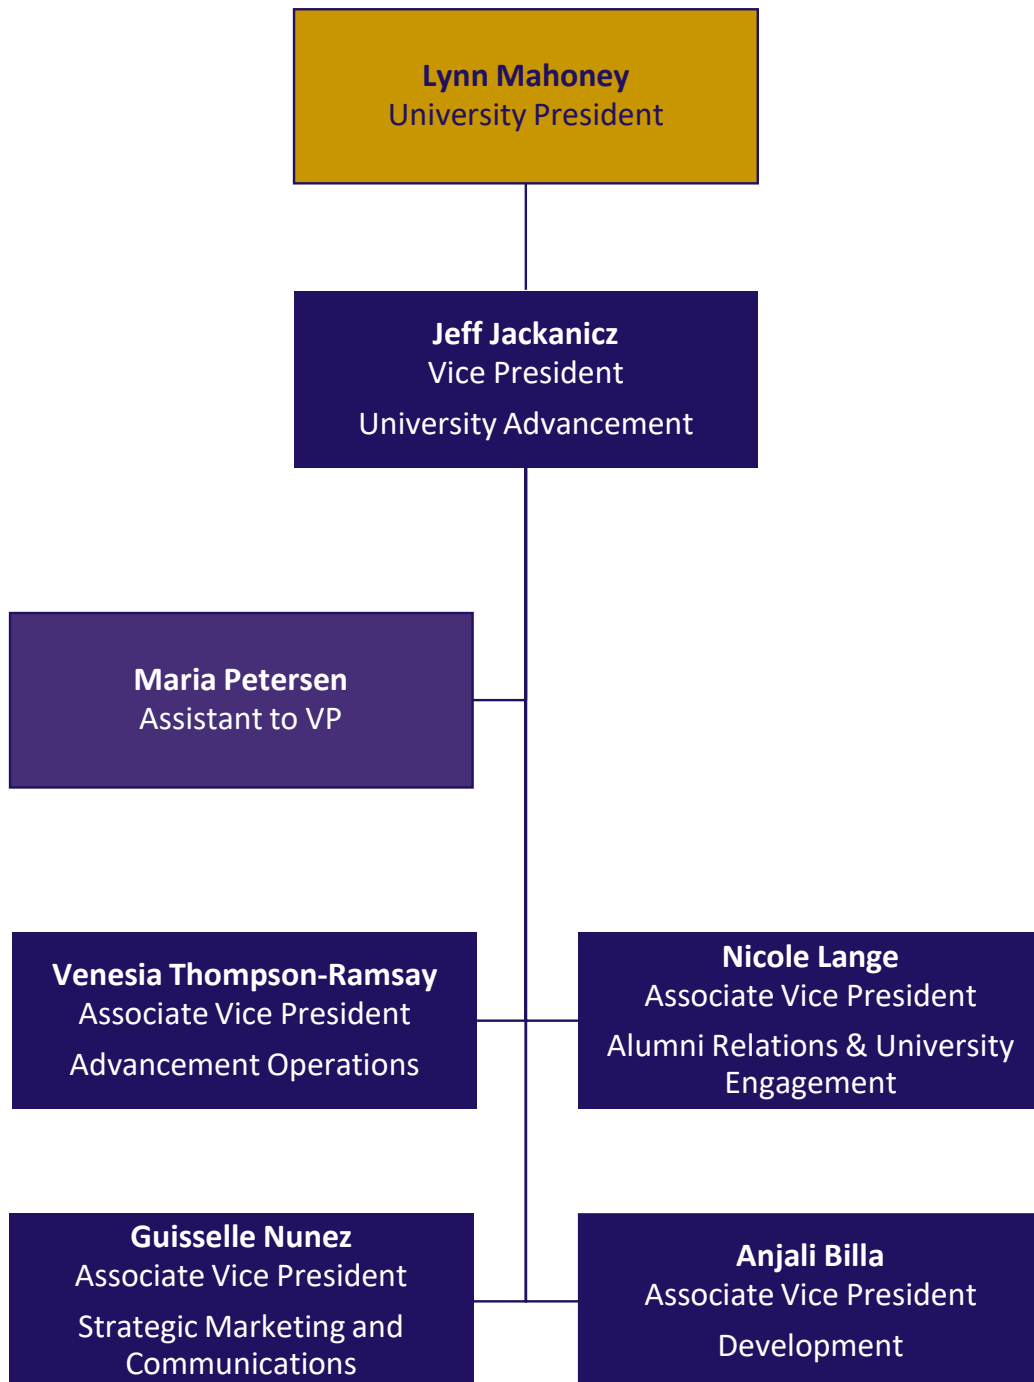 Lynn Mahoney
University President
Jeff Jackanicz
Vice President
University Advancement
Maria Petersen
Assistant to VP
Venesia Thompson-Ramsay
Associate Vice President
Advancement Operations
Nicole Lange
Associate Vice President
Alumni Relations & University
Engagement
Guisselle Nunez
Associate Vice President
Strategic Marketing and
Communications
Anjali Billa
Associate Vice President
Development